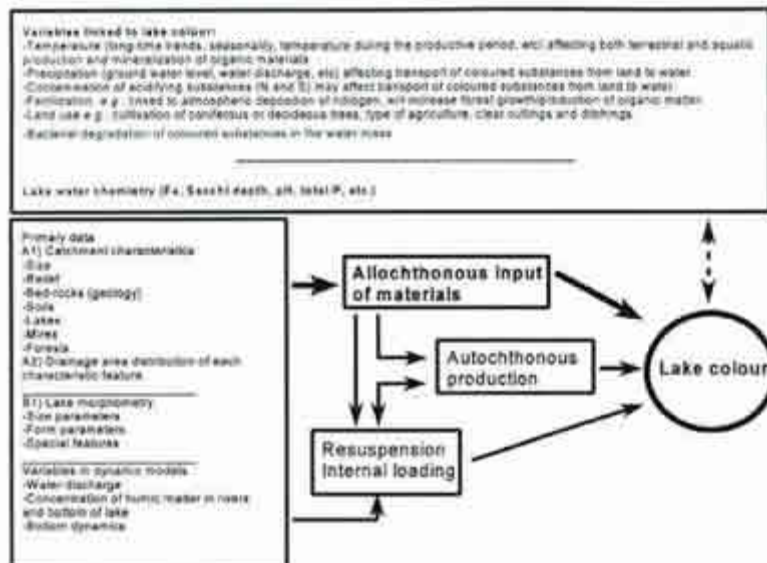 Variables linked to lake colour:
-Temperature (long-time trends, seasonality, temperature during the productive period, etc) affecting both terrestrial and aquatic
production and mineralization of organic materials
-Precipitation (ground water level, water discharge, etc) affecting transport of coloured substances from land to water
-Contamination of acidifying substances (N and S) may affect transport of coloured substances from land to water
-Fertilization, e.g. linked to atmospheric deposition of nitrogen, will increase forest growth/production of organic matter
-Land use e.g. cultivation of coniferous or deciduous trees, type of agriculture, clear cuttings and ditchings
-Bacterial degradation of coloured substances in the water mass
Lake water chemistry (Fe, Secchi depth, pH, total P, etc.)
Primary data
A1) Catchment characteristics
-Size
-Relief
-Bed-rocks (geology)
-Soils
-Lakes
-Mires
-Forests
A2) Drainage area distribution of each
characteristic feature
B1) Lake morphometry
-Size parameters
-Form parameters
-Special features
Variables in dynamic models
-Water discharge
-Concentration of humic matter in rivers
and bottom of lake
-Bottom dynamics
Allochthonous input
of materials
Autochthonous
production
Resuspension
Internal loading
Lake colour